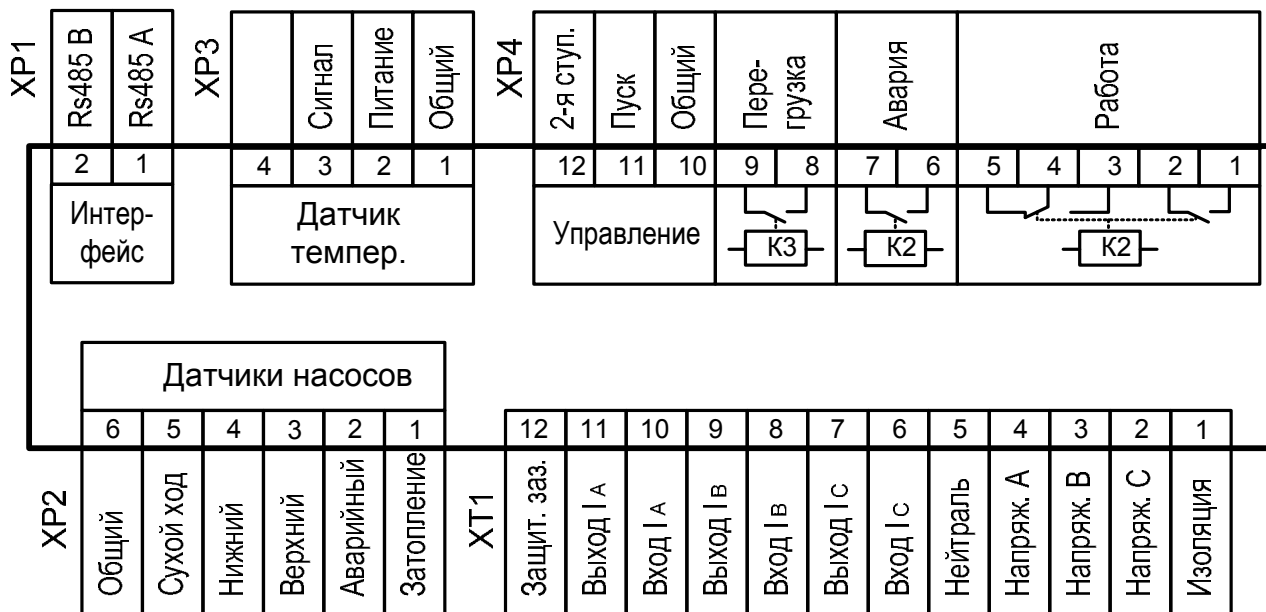 XP1
Rs485 B
Rs485 A
2
1
Интер-
фейс
XP3
Сигнал
Питание
Общий
4
3
2
1
Датчик
темпер.
XP4
2-я ступ.
Пуск
Общий
Пере-
грузка
Авария
Работа
12
11
10
9
8
7
6
5
4
3
2
1
Управление
К3
К2
К2
XP2
Датчики насосов
6
5
4
3
2
1
Общий
Сухой ход
Нижний
Верхний
Аварийный
Затопление
XT1
12
11
10
9
8
7
6
5
4
3
2
1
Защит. заз.
Выход I A
Вход I A
Выход I B
Вход I B
Выход I C
Вход I C
Нейтраль
Напряж. A
Напряж. B
Напряж. C
Изоляция